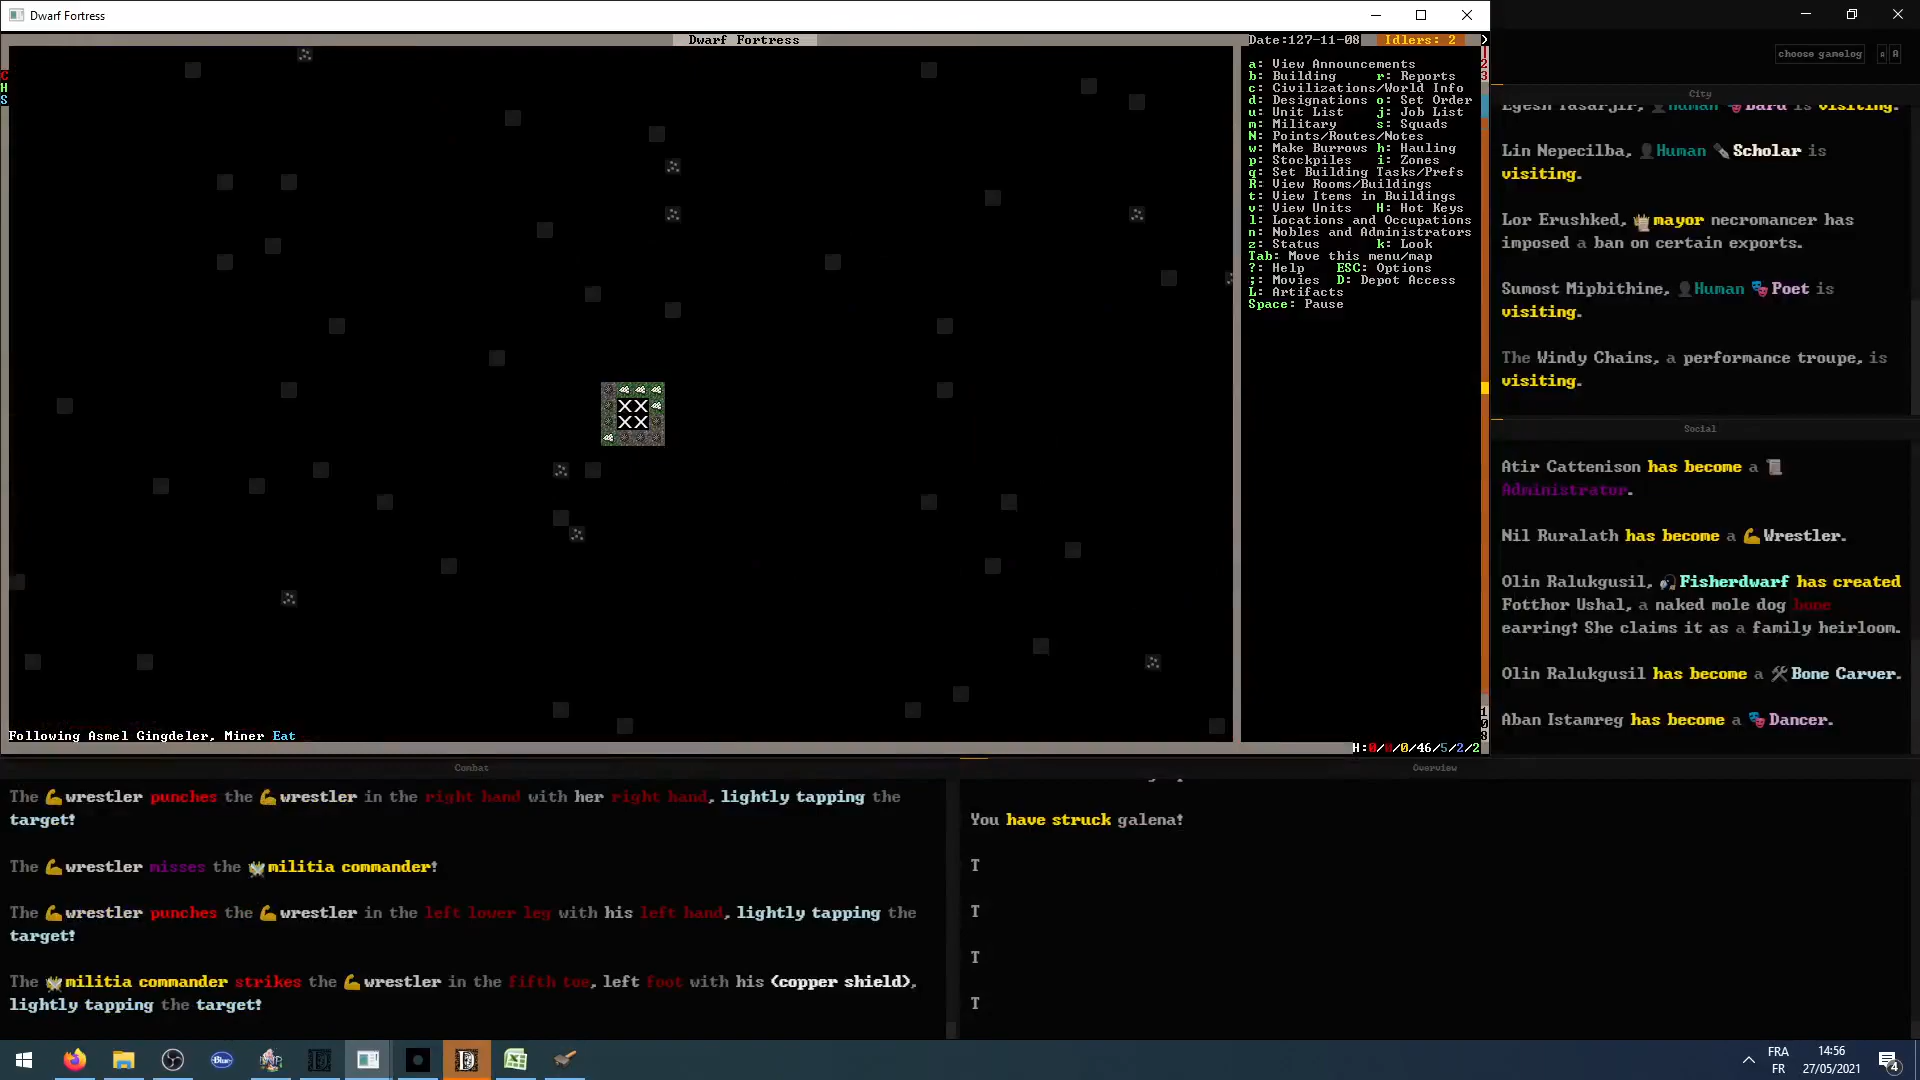 Dwarf Fortress
Dwarf Fortress
Date:127-11-08 Idlers: 2
C
H
S
a: View Announcements
b: Building r: Reports
c: Civilizations/World Info
d: Designations o: Set Order
u: Unit List j: Job List
m: Military s: Squads
N: Points/Routes/Notes
w: Make Burrows h: Hauling
p: Stockpiles i: Zones
q: Set Building Tasks/Prefs
R: View Rooms/Buildings
t: View Items in Buildings
v: View Units H: Hot Keys
l: Locations and Occupations
n: Nobles and Administrators
z: Status k: Look
Tab: Move this menu/map
?: Help ESC: Options
;: Movies D: Depot Access
L: Artifacts
Space: Pause
Following Asmel Gingdeler, Miner Eat
H:0/0/0/46/5/2/2
choose gamelog
A
City
is visiting.
Lin Nepecilba, Human Scholar is
visiting.
Lor Erushked, mayor necromancer has
imposed a ban on certain exports.
Sumost Mipbithine, Human Poet is
visiting.
The Windy Chains, a performance troupe, is
visiting.
Social
Atir Cattenison has become a
Administrator.
Nil Ruralath has become a Wrestler.
Olin Ralukgusil, Fisherdwarf has created
Fotthor Ushal, a naked mole dog bone
earring! She claims it as a family heirloom.
Olin Ralukgusil has become a Bone Carver.
Aban Istamreg has become a Dancer.
Combat
The wrestler punches the wrestler in the right hand with her right hand, lightly tapping the
target!
The wrestler misses the militia commander!
The wrestler punches the wrestler in the left lower leg with his left hand, lightly tapping the
target!
The militia commander strikes the wrestler in the fifth toe, left foot with his (copper shield),
lightly tapping the target!
Overview
You have struck galena!
T
T
T
T
Blue
FRA
FR
14:56
27/05/2021
4